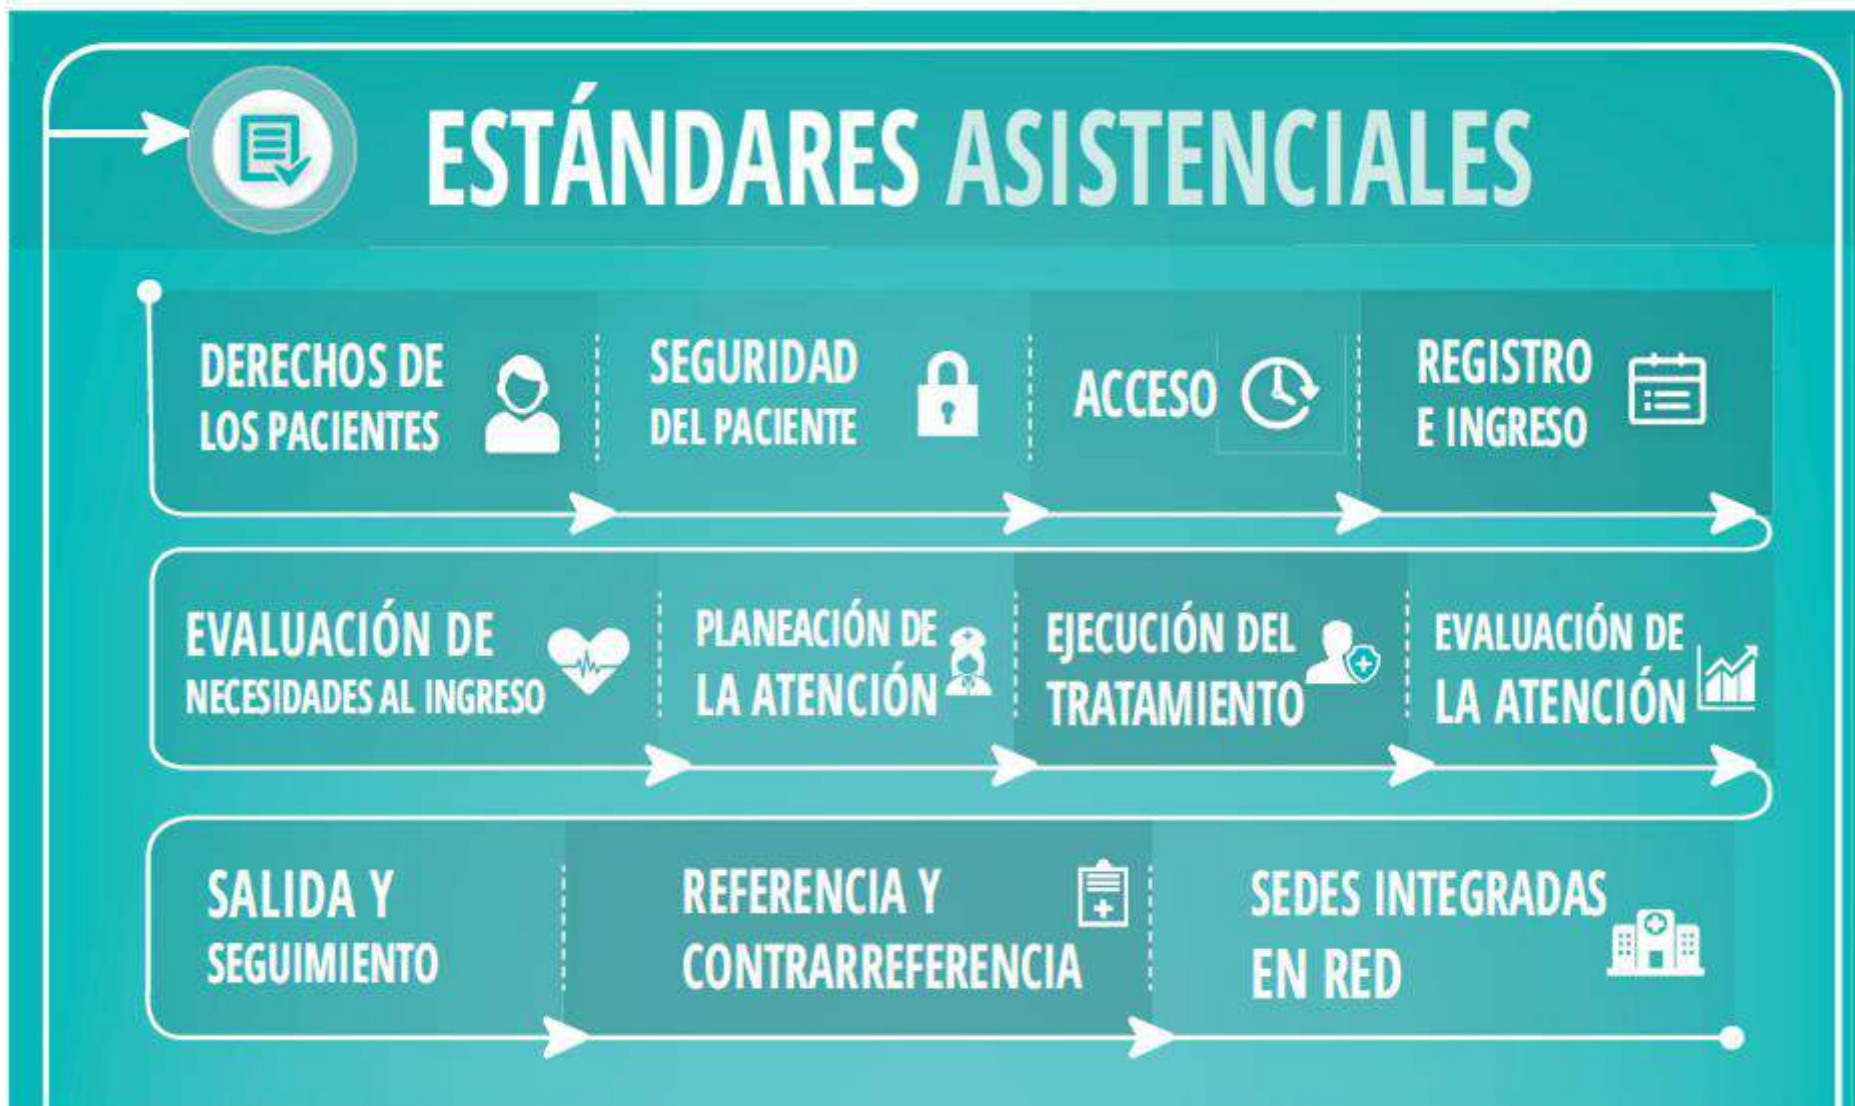 ESTÁNDARES ASISTENCIALES
DERECHOS DE
LOS PACIENTES
SEGURIDAD
DEL PACIENTE
ACCESO
REGISTRO
E INGRESO
EVALUACIÓN DE
NECESIDADES AL INGRESO
PLANEACIÓN DE
LA ATENCIÓN
EJECUCIÓN DEL
TRATAMIENTO
EVALUACIÓN DE
LA ATENCIÓN
SALIDA Y
SEGUIMIENTO
REFERENCIA Y
CONTRARREFERENCIA
SEDES INTEGRADAS
EN RED